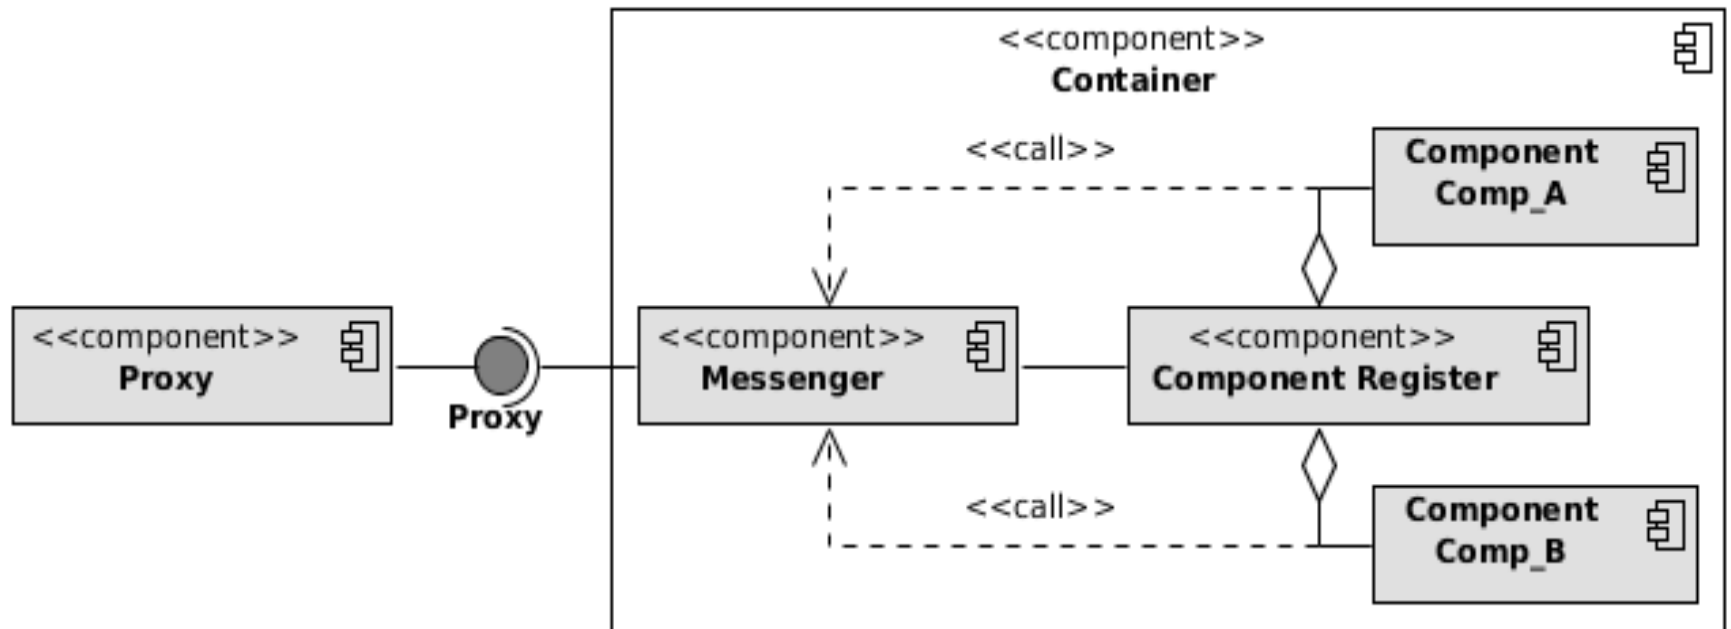 <<component>>
Container
<<call>>
Component
Comp_A
<<component>>
Proxy
Proxy
<<component>>
Messenger
<<component>>
Component Register
<<call>>
Component
Comp_B